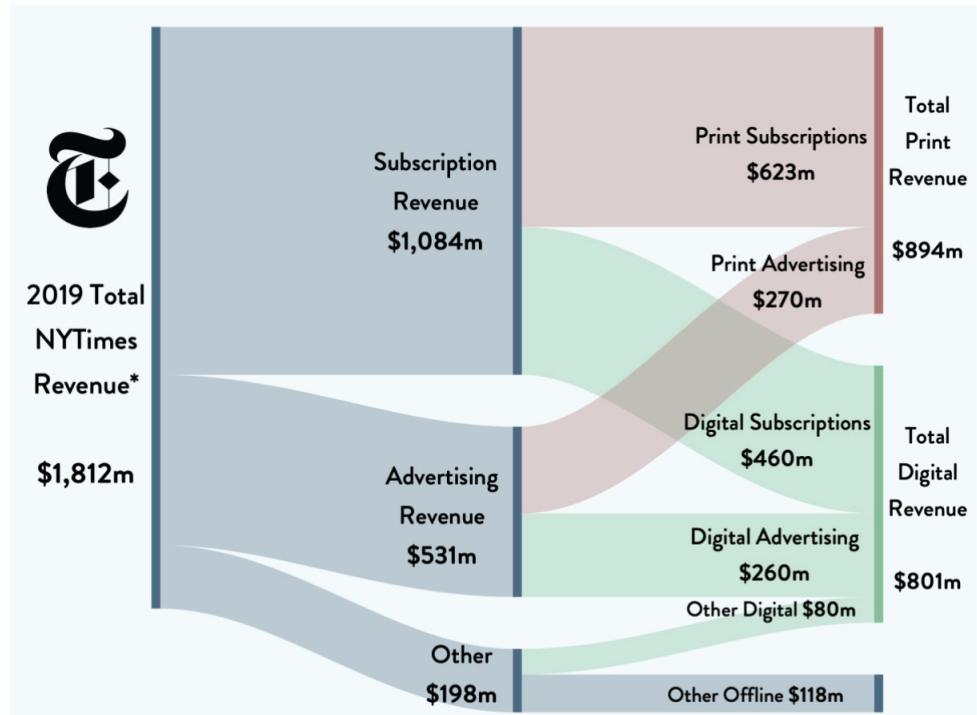 2019 Total
NYTimes
Revenue*
$1,812m
Subscription
Revenue
$1,084m
Advertising
Revenue
$531m
Other
$198m
Print Subscriptions
$623m
Print Advertising
$270m
Digital Subscriptions
$460m
Digital Advertising
$260m
Other Digital $80m
Other Offline $118m
Total
Print
Revenue
$894m
Total
Digital
Revenue
$801m